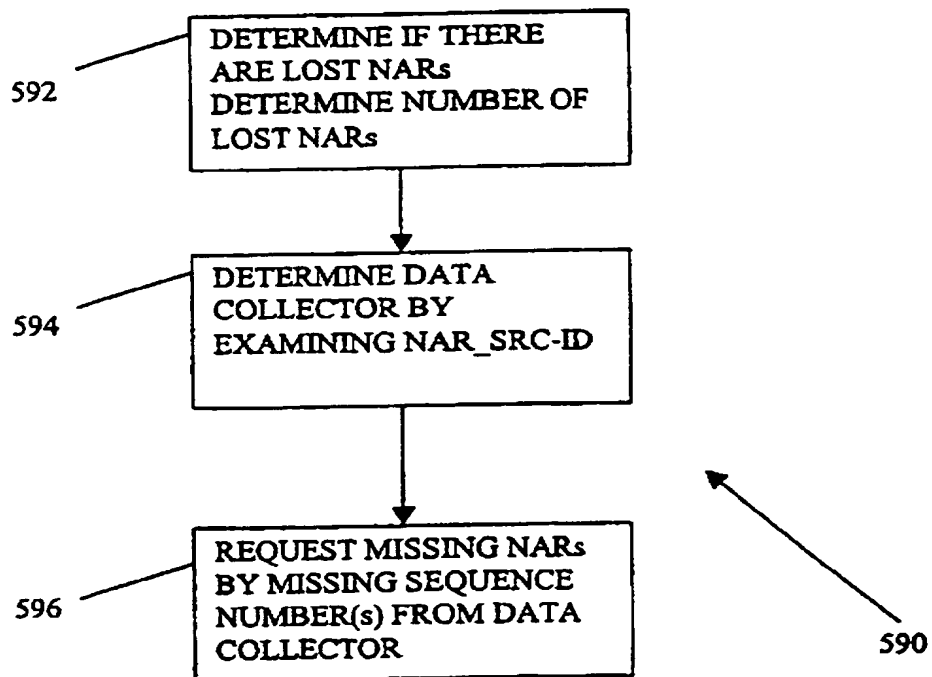 592
DETERMINE IF THERE
ARE LOST NARs
DETERMINE NUMBER OF
LOST NARs
594
DETERMINE DATA
COLLECTOR BY
EXAMINING NAR_SRC-ID
596
REQUEST MISSING NARs
BY MISSING SEQUENCE
NUMBER(s) FROM DATA
COLLECTOR
590